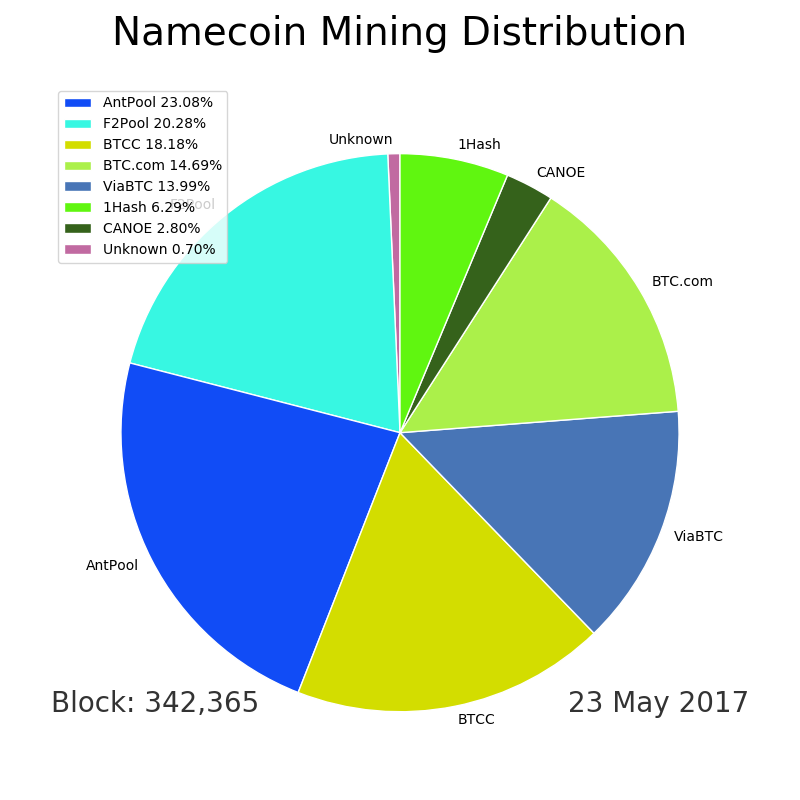 Namecoin Mining Distribution
AntPool 23.08%
F2Pool 20.28%
BTCC 18.18%
BTC.com 14.69%
ViaBTC 13.99%
1Hash 6.29%
CANOE 2.80%
Unknown 0.70%
Unknown
1Hash
CANOE
F2Pool
BTC.com
ViaBTC
AntPool
BTCC
Block: 342,365
23 May 2017